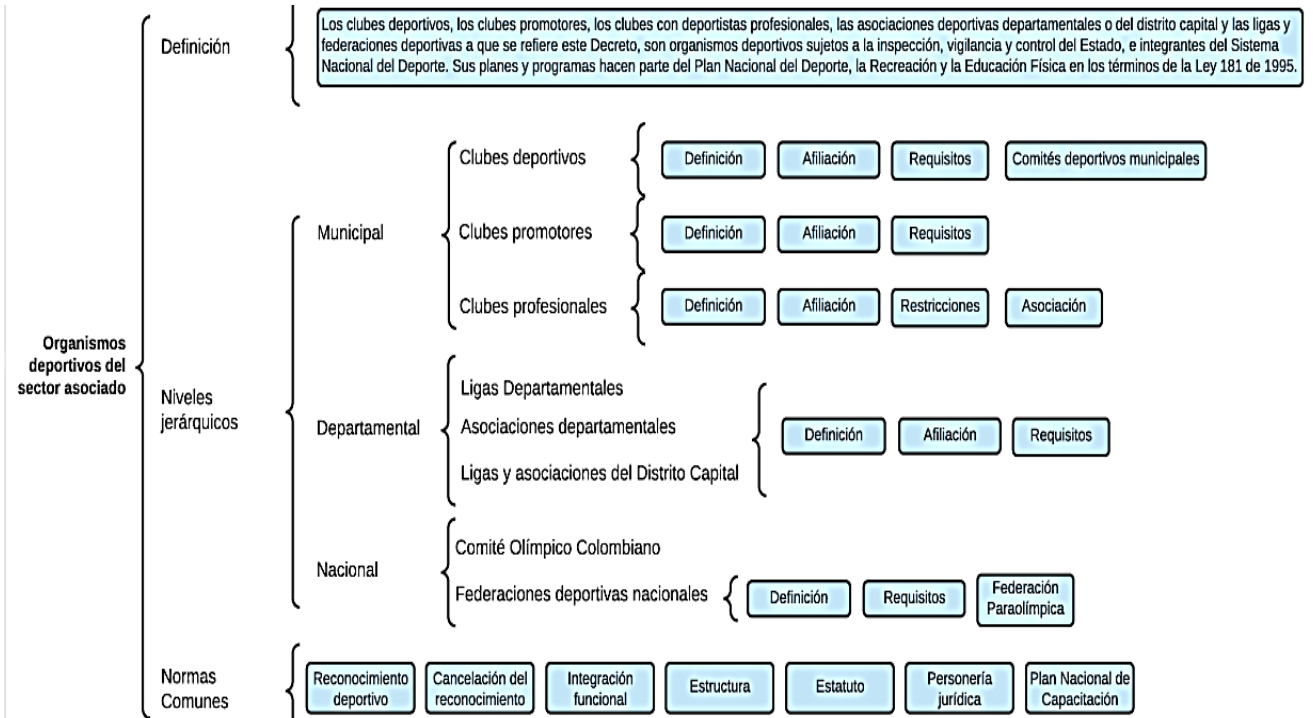 Definición
Los clubes deportivos, los clubes promotores, los clubes con deportistas profesionales, las asociaciones deportivas departamentales o del distrito capital y las ligas y
federaciones deportivas a que se refiere este Decreto, son organismos deportivos sujetos a la inspección, vigilancia y control del Estado, e integrantes del Sistema
Nacional del Deporte. Sus planes y programas hacen parte del Plan Nacional del Deporte, la Recreación y la Educación Física en los términos de la Ley 181 de 1995.
Organismos
deportivos del
sector asociado
Niveles
jerárquicos
Municipal
Clubes deportivos
Definición
Afiliación
Requisitos
Comités deportivos municipales
Clubes promotores
Definición
Afiliación
Requisitos
Clubes profesionales
Definición
Afiliación
Restricciones
Asociación
Departamental
Ligas Departamentales
Asociaciones departamentales
Ligas y asociaciones del Distrito Capital
Definición
Afiliación
Requisitos
Nacional
Comité Olímpico Colombiano
Federaciones deportivas nacionales
Definición
Requisitos
Federación
Paraolímpica
Normas
Comunes
Reconocimiento
deportivo
Cancelación del
reconocimiento
Integración
funcional
Estructura
Estatuto
Personería
jurídica
Plan Nacional de
Capacitación